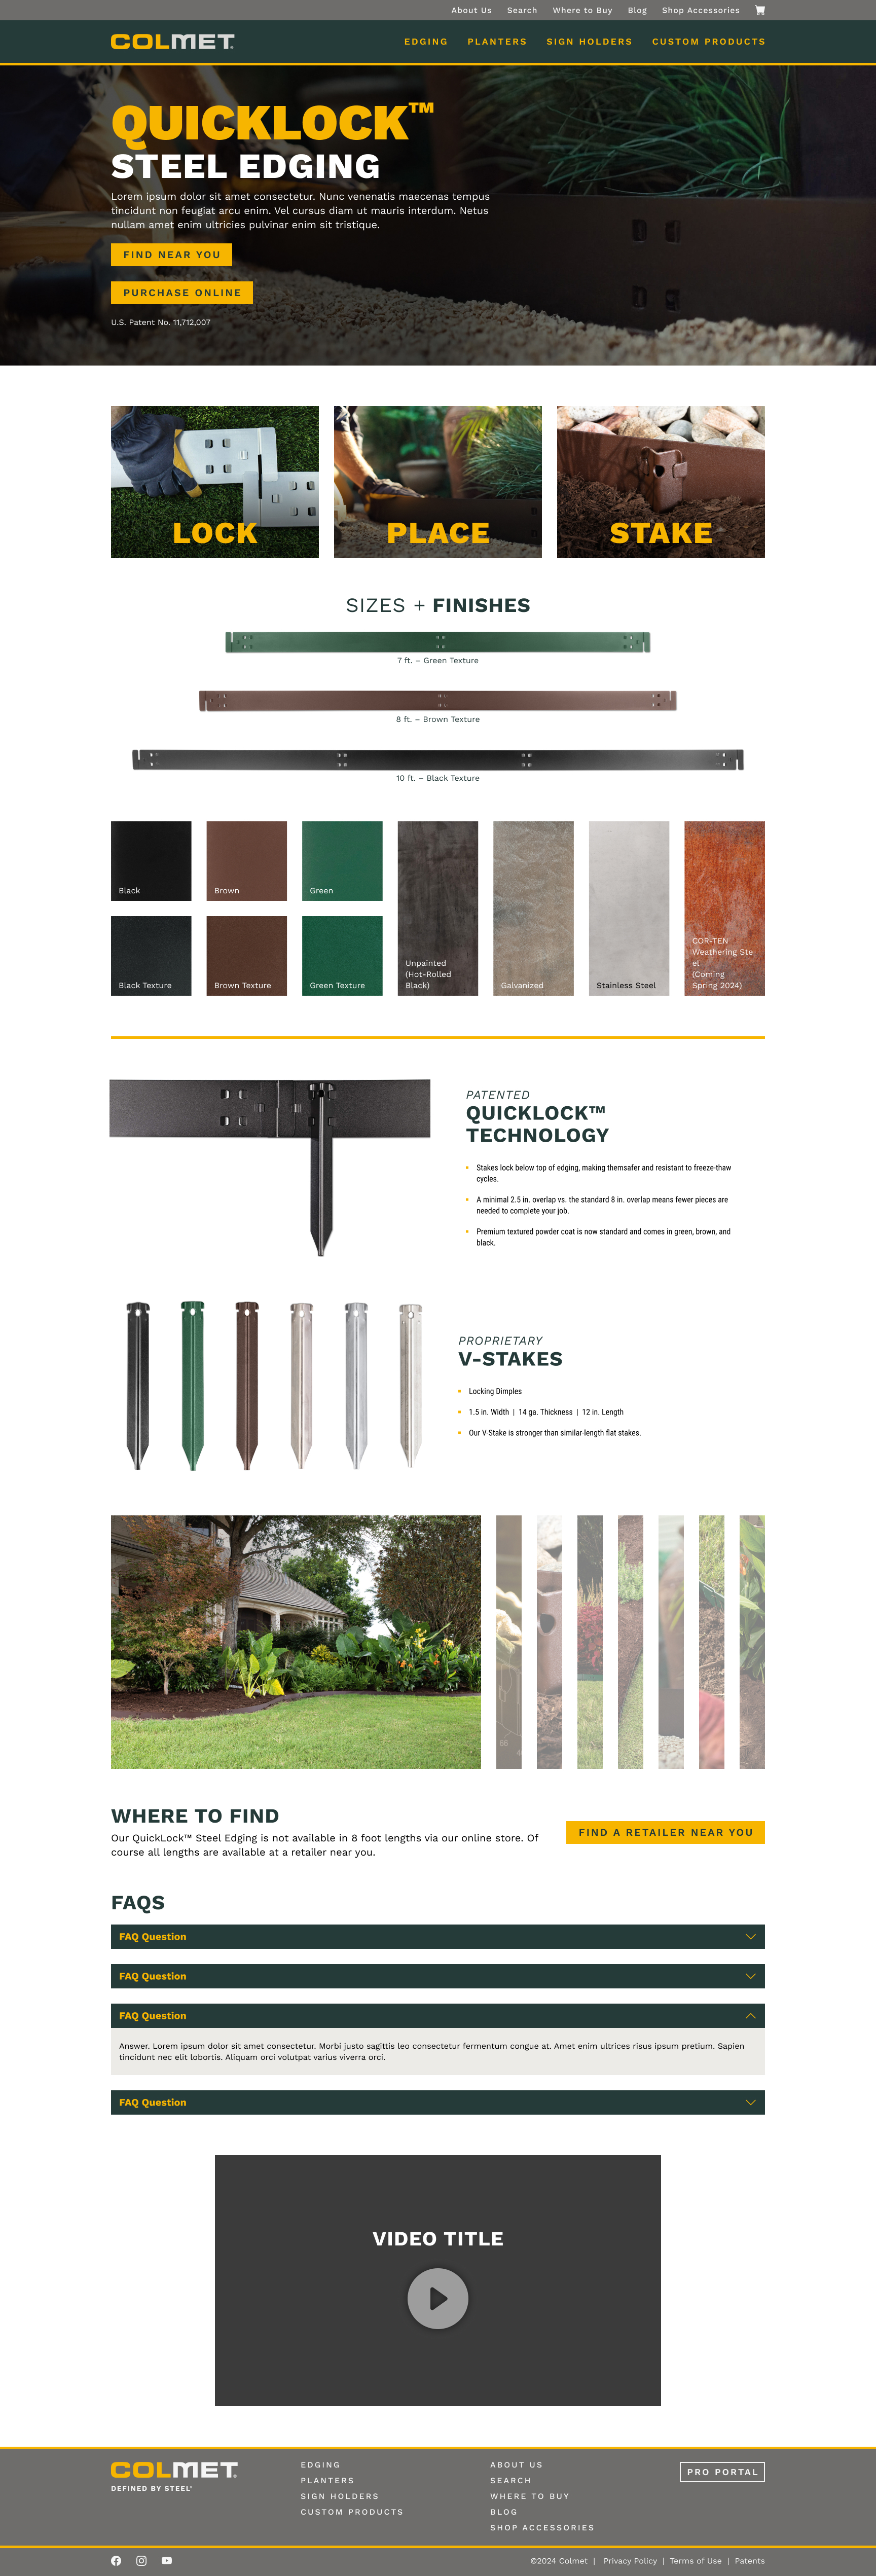 About Us Search Where to Buy Blog Shop Accessories
COLMET
EDGING PLANTERS SIGN HOLDERS CUSTOM PRODUCTS
QUICKLOCK™
STEEL EDGING
Lorem ipsum dolor sit amet consectetur. Nunc venenatis maecenas tempus
tincidunt non feugiat arcu enim. Vel cursus diam ut mauris interdum. Netus
nullam amet enim ultricies pulvinar enim sit tristique.
FIND NEAR YOU
PURCHASE ONLINE
U.S. Patent No. 11,712,007
LOCK
PLACE
STAKE
SIZES + FINISHES
7 ft. – Green Texture
8 ft. – Brown Texture
10 ft. – Black Texture
Black
Brown
Green
Black Texture
Brown Texture
Green Texture
Unpainted
(Hot-Rolled
Black)
Galvanized
Stainless Steel
COR-TEN
Weathering Ste
el
(Coming
Spring 2024)
PATENTED
QUICKLOCK™
TECHNOLOGY
Stakes lock below top of edging, making themsafer and resistant to freeze-thaw
cycles.
A minimal 2.5 in. overlap vs. the standard 8 in. overlap means fewer pieces are
needed to complete your job.
Premium textured powder coat is now standard and comes in green, brown, and
black.
PROPRIETARY
V-STAKES
Locking Dimples
1.5 in. Width | 14 ga. Thickness | 12 in. Length
Our V-Stake is stronger than similar-length flat stakes.
WHERE TO FIND
Our QuickLock™ Steel Edging is not available in 8 foot lengths via our online store. Of
course all lengths are available at a retailer near you.
FIND A RETAILER NEAR YOU
FAQS
FAQ Question
FAQ Question
FAQ Question
Answer. Lorem ipsum dolor sit amet consectetur. Morbi justo sagittis leo consectetur fermentum congue at. Amet enim ultrices risus ipsum pretium. Sapien
tincidunt nec elit lobortis. Aliquam orci volutpat varius viverra orci.
FAQ Question
VIDEO TITLE
COLMET
DEFINED BY STEEL®
EDGING
PLANTERS
SIGN HOLDERS
CUSTOM PRODUCTS
ABOUT US
SEARCH
WHERE TO BUY
BLOG
SHOP ACCESSORIES
PRO PORTAL
©2024 Colmet | Privacy Policy | Terms of Use | Patents